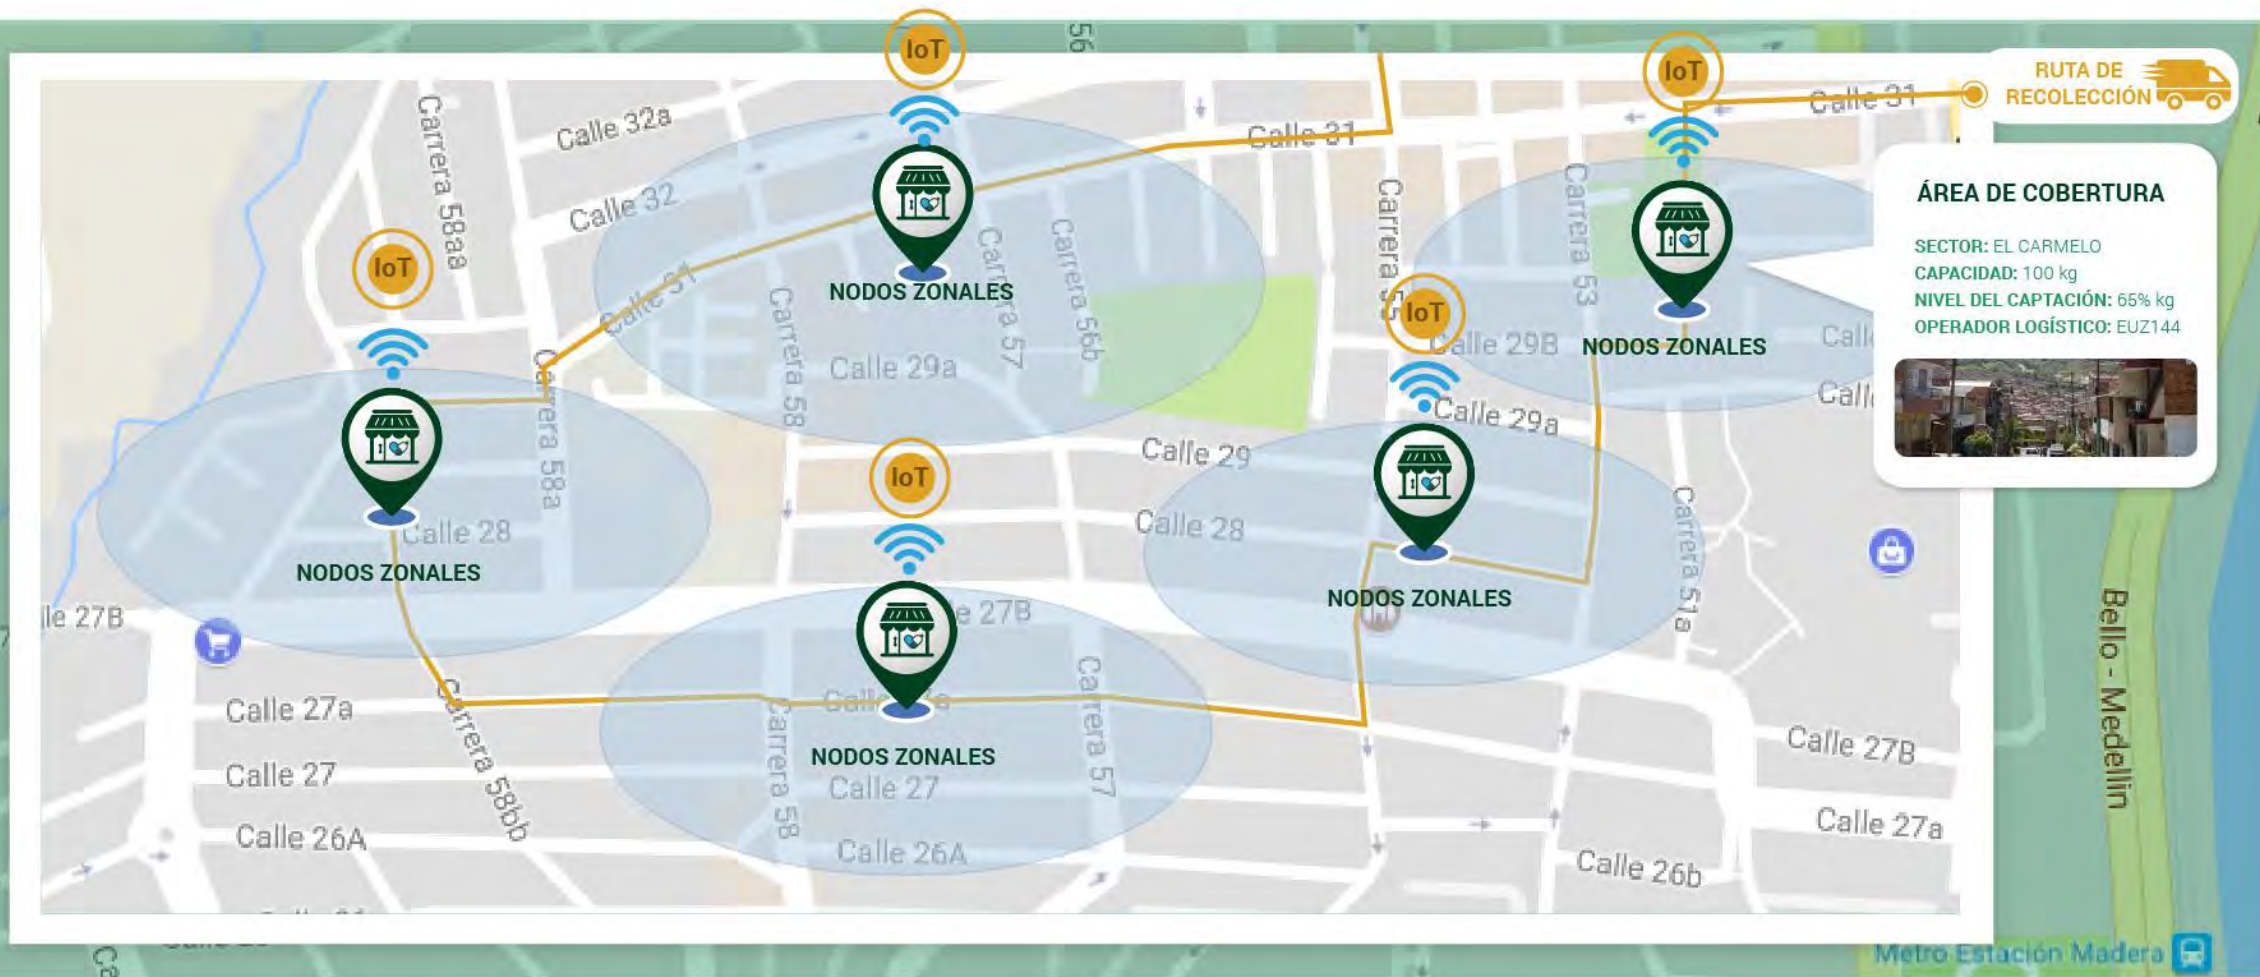 IoT
56
IoT
RUTA DE
RECOLECCIÓN
Calle 31
Carrera 58aa
Calle 32a
Calle 31
ÁREA DE COBERTURA
SECTOR: EL CARMELO
CAPACIDAD: 100 kg
NIVEL DEL CAPTACIÓN: 65% kg
OPERADOR LOGÍSTICO: EUZ144
Calle 32
Carrera 55
Carrera 53
IoT
Calle 31
NODOS ZONALES
Carrera 57
Carrera 56b
IoT
Carrera 58
Calle 29B
NODOS ZONALES
Calle 29a
Carrera 58a
Calle 29a
Calle 29
IoT
Calle 28
Calle 28
Carrera 51a
NODOS ZONALES
NODOS ZONALES
lle 27B
e 27B
Bello - Medellin
Calle 27a
Carrera 58bb
Carrera 58
Carrera 57
NODOS ZONALES
Calle 27B
Calle 27
Calle 27
Calle 27a
Calle 26A
Calle 26A
Calle 26b
Metro Estación Madera